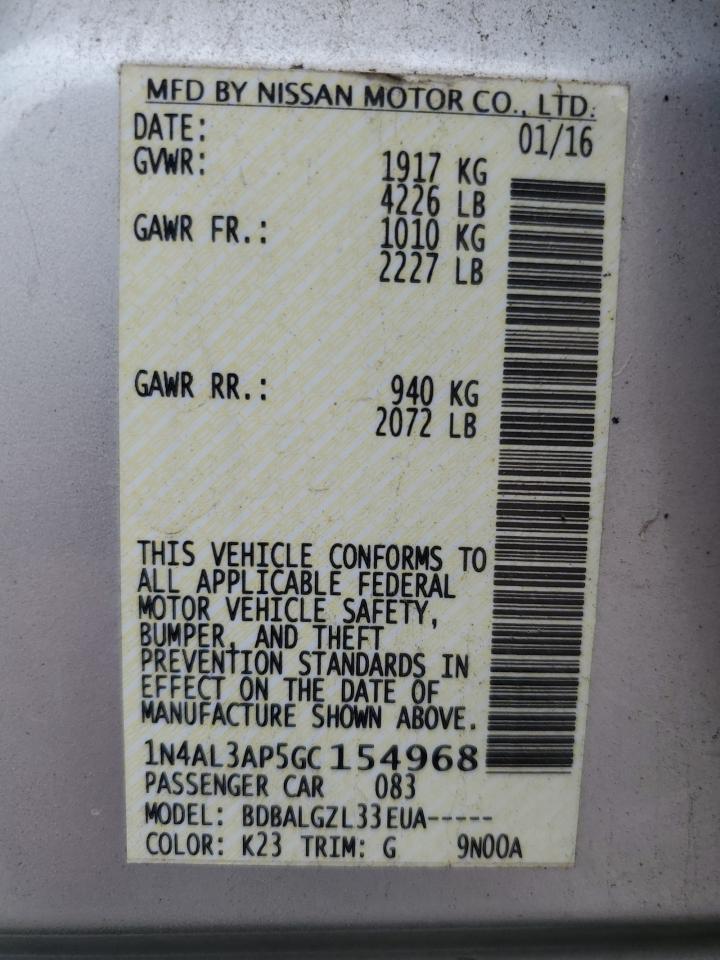 MFD BY NISSAN MOTOR CO., LTD.
DATE: 01/16
GVWR: 1917 KG
4226 LB
GAWR FR.: 1010 KG
2227 LB
GAWR RR.: 940 KG
2072 LB
THIS VEHICLE CONFORMS TO
ALL APPLICABLE FEDERAL
MOTOR VEHICLE SAFETY,
BUMPER, AND THEFT
PREVENTION STANDARDS IN
EFFECT ON THE DATE OF
MANUFACTURE SHOWN ABOVE.
1N4AL3AP5GC154968
PASSENGER CAR 083
MODEL: BDBALGZL33EUA-----
COLOR: K23 TRIM: G 9N00A